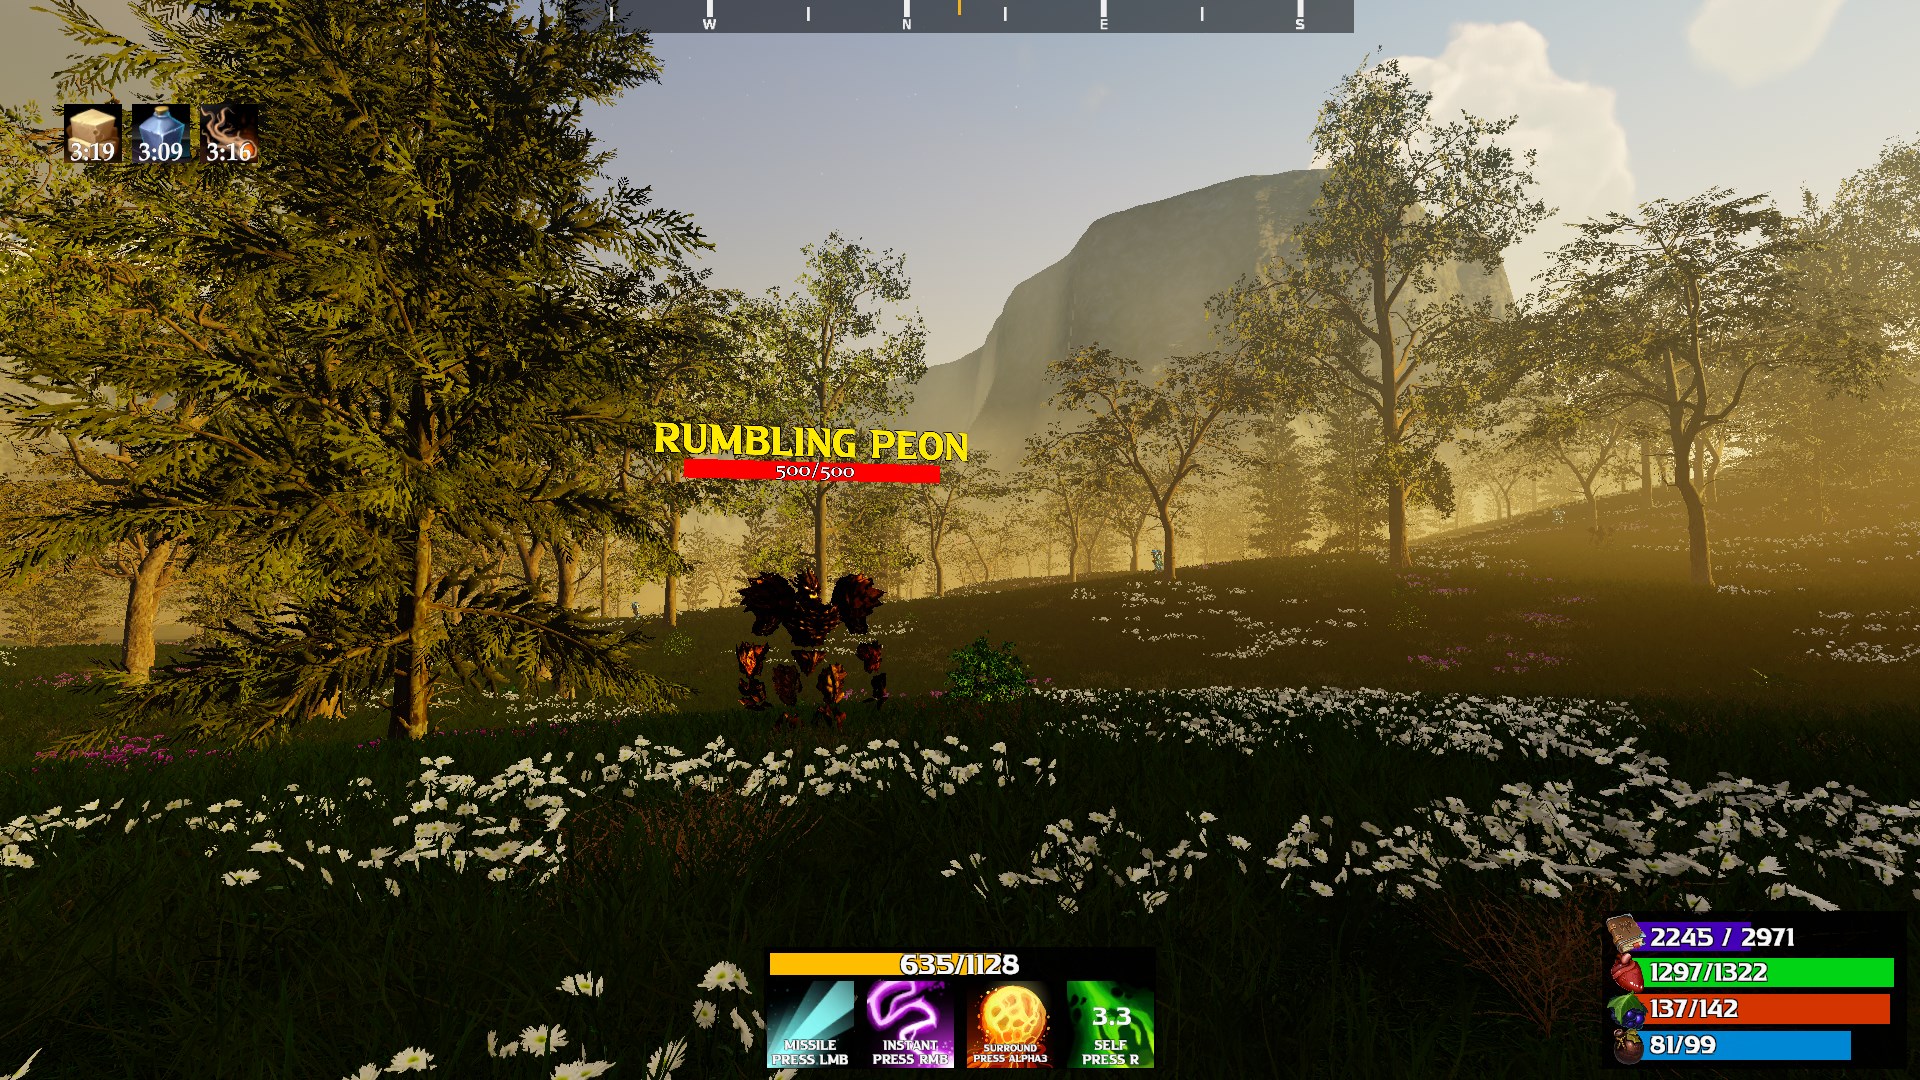 W N E S
3:19 3:09 3:16
RUMBLING PEON
500/500
635/1128
MISSILE
PRESS LMB
INSTANT
PRESS RMB
SURROUND
PRESS ALPHA3
3.3
SELF
PRESS R
2245 / 2971
1297/1322
137/142
81/99